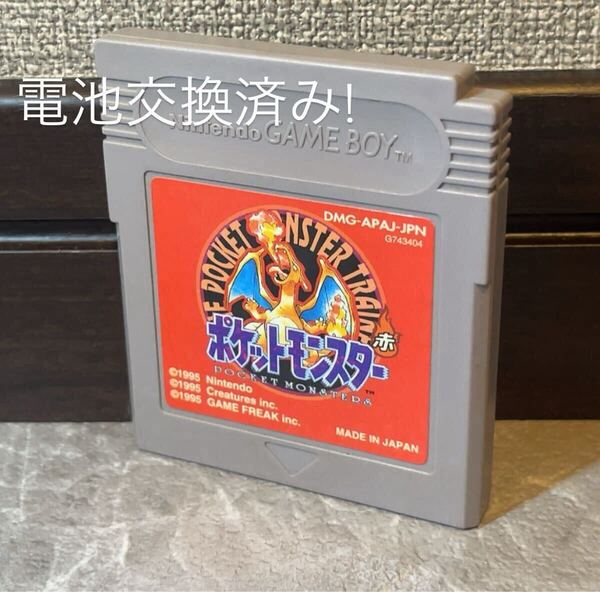 電池交換済み!
Nintendo GAME BOY™
DMG-APAJ-JPN
G743404
POCKET MONSTER TRAIN
ポケットモンスター
赤
POCKET MONSTERS
™
©1995 Nintendo
©1995 Creatures inc.
©1995 GAME FREAK inc.
MADE IN JAPAN